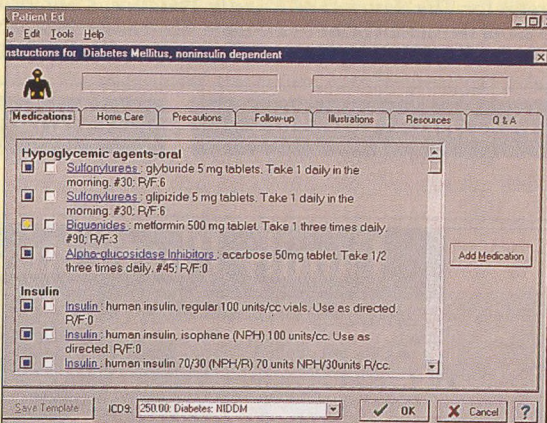 Patient Ed
le Edit Tools Help
nstructions for Diabetes Mellitus, noninsulin dependent
Medications Home Care Precautions Follow-up Illustrations Resources Q & A
Hypoglycemic agents-oral
Sulfonylureas : glyburide 5 mg tablets. Take 1 daily in the
morning. #30; R/F:6
Sulfonylureas : glipizide 5 mg tablets. Take 1 daily in the
morning. #30; R/F:6
Biguanides : metformin 500 mg tablet. Take 1 three times daily.
#90; R/F:3
Alpha-glucosidase Inhibitors : acarbose 50mg tablet. Take 1/2
three times daily. #45; R/F:0
Add Medication
Insulin
Insulin : human insulin, regular 100 units/cc vials. Use as directed.
R/F:0
Insulin : human insulin, isophane (NPH) 100 units/cc. Use as
directed. R/F:0
Insulin : human insulin 70/30 (NPH/R) 70 units NPH/30units R/cc.
Save Template ICD9: 250.00: Diabetes: NIDDM OK Cancel ?